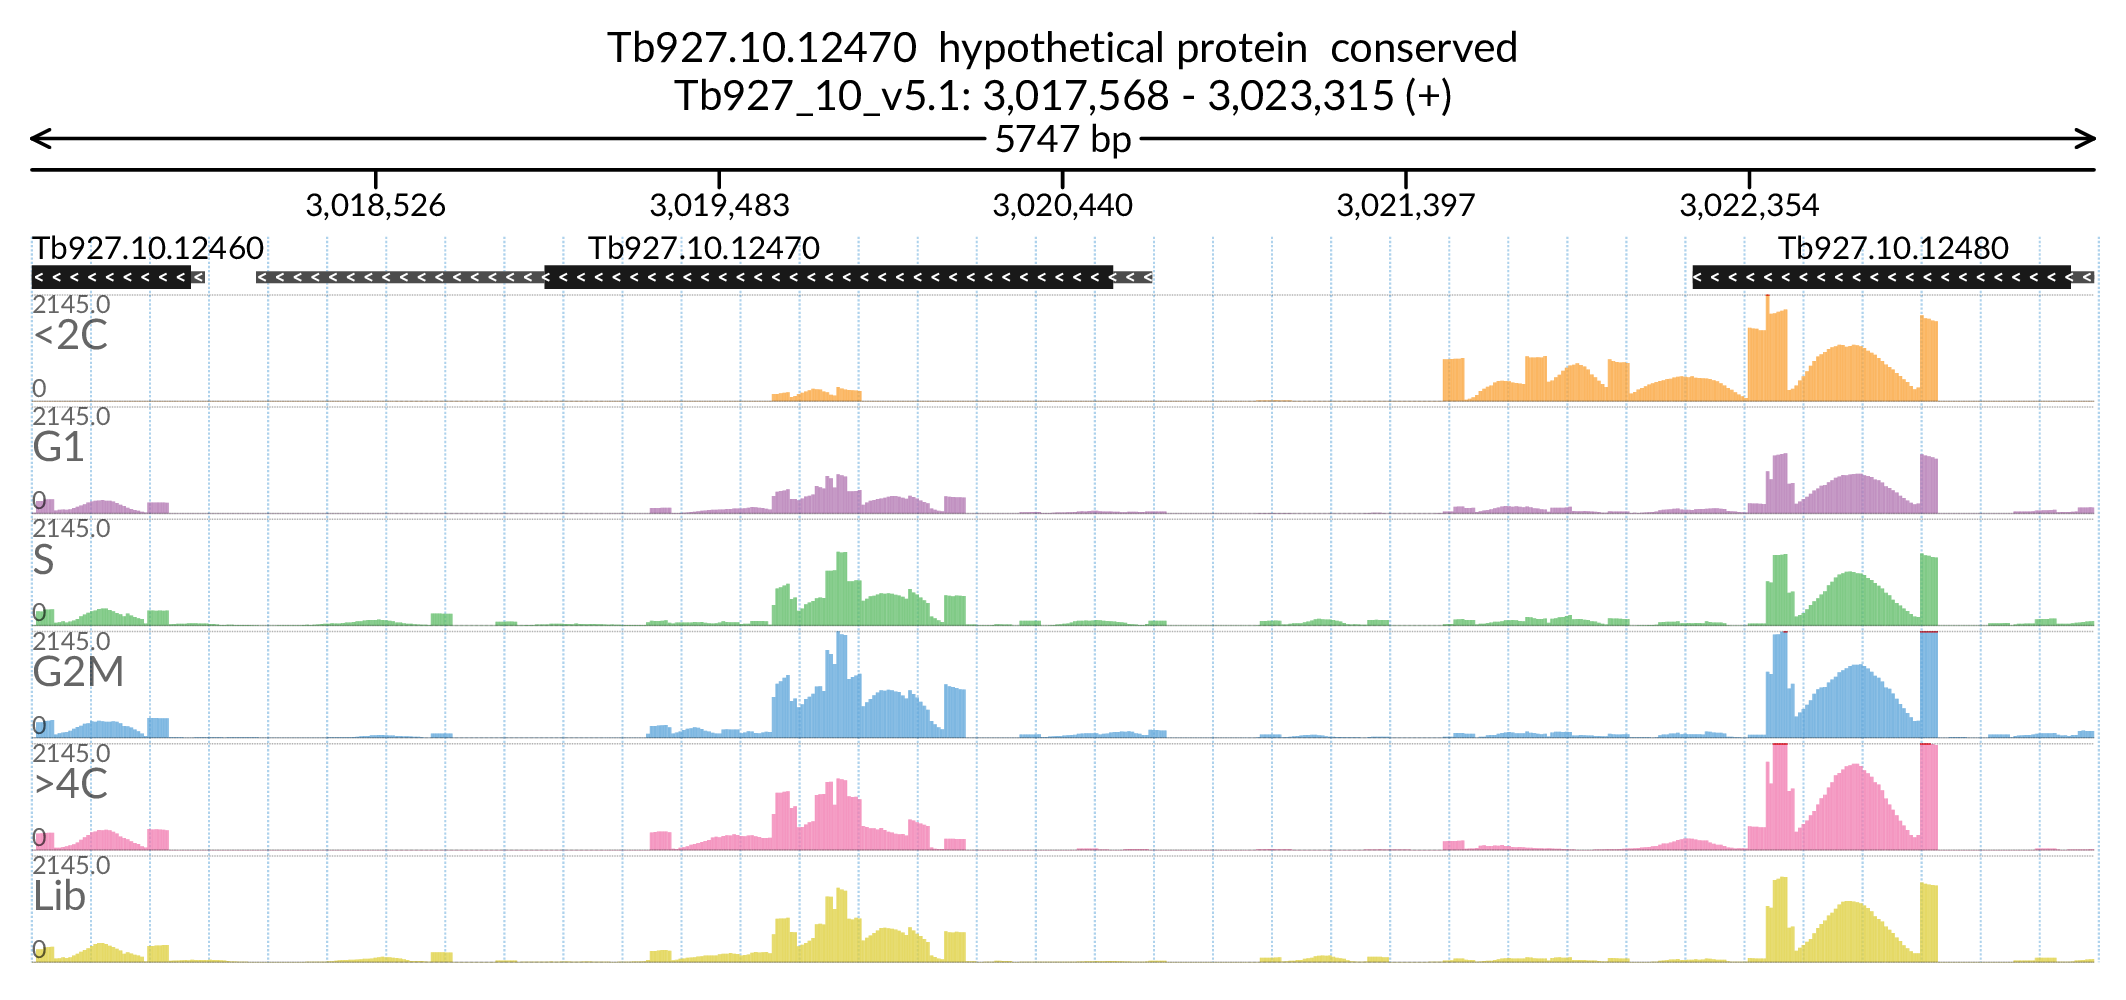 Tb927.10.12470 hypothetical protein conserved
Tb927_10_v5.1: 3,017,568 - 3,023,315 (+)
5747 bp
3,018,526 3,019,483 3,020,440 3,021,397 3,022,354
Tb927.10.12460 Tb927.10.12470 Tb927.10.12480
2145.0
<2C
0
2145.0
G1
0
2145.0
S
0
2145.0
G2M
0
2145.0
>4C
0
2145.0
Lib
0